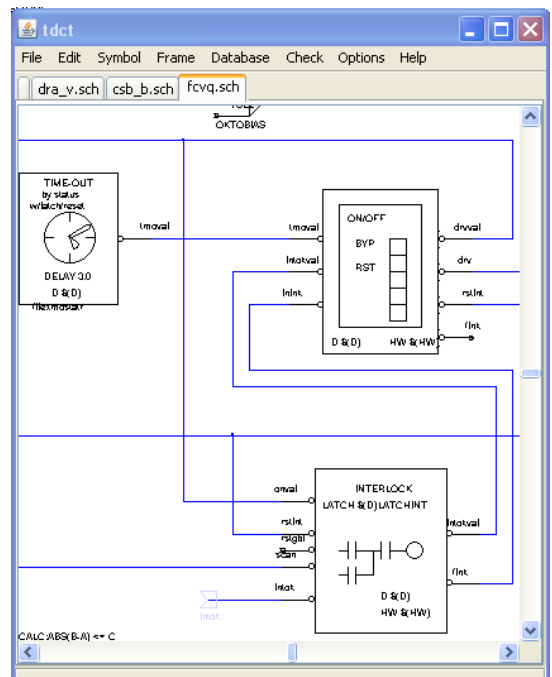 tdct
File Edit Symbol Frame Database Check Options Help
dra_v.sch csb_b.sch fcvq.sch
OKTOBIAS
TIME-OUT
by status
w/latch/reset
DELAY 3.0
D &(D)
tmoval
tmoval
Intokval
InInt
ON/OFF
BYP
RST
D &(D) HW &(HW
drvval
drv
rstInt
fInt
onval
rstInt
rstgbl
scan
Intok
INTERLOCK
LATCH &(D)LATCHINT
D &(D)
HW &(HW)
Intokval
fInt
Intok
CALC:ABS(B-A) <= C